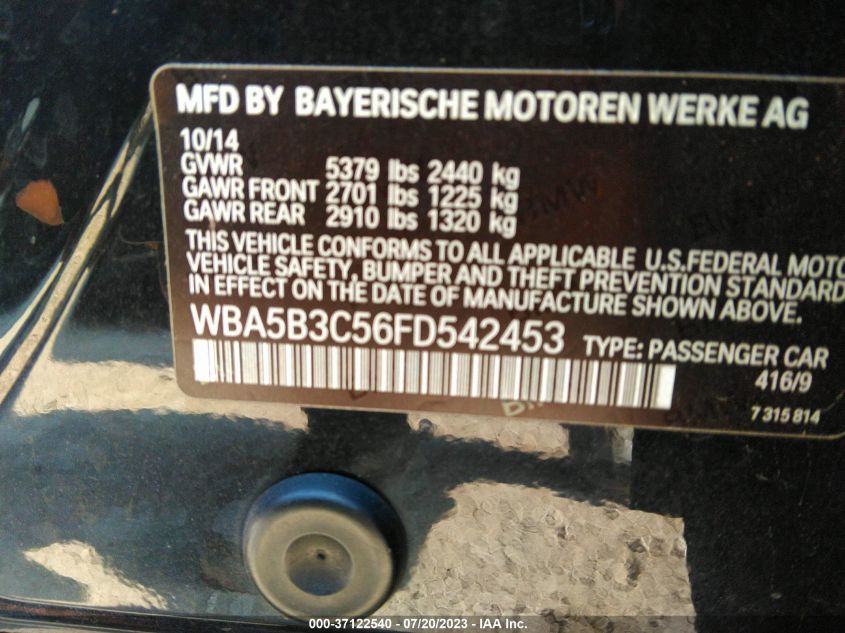 MFD BY BAYERISCHE MOTOREN WERKE AG
10/14
GVWR 5379 lbs 2440 kg
GAWR FRONT 2701 lbs 1225 kg
GAWR REAR 2910 lbs 1320 kg
THIS VEHICLE CONFORMS TO ALL APPLICABLE U.S.FEDERAL MOTO
VEHICLE SAFETY, BUMPER AND THEFT PREVENTION STANDARD
IN EFFECT ON THE DATE OF MANUFACTURE SHOWN ABOVE.
WBA5B3C56FD542453 TYPE: PASSENGER CAR
416/9
7 315 814
000-37122540 / 07/20/2023 - IAA Inc.